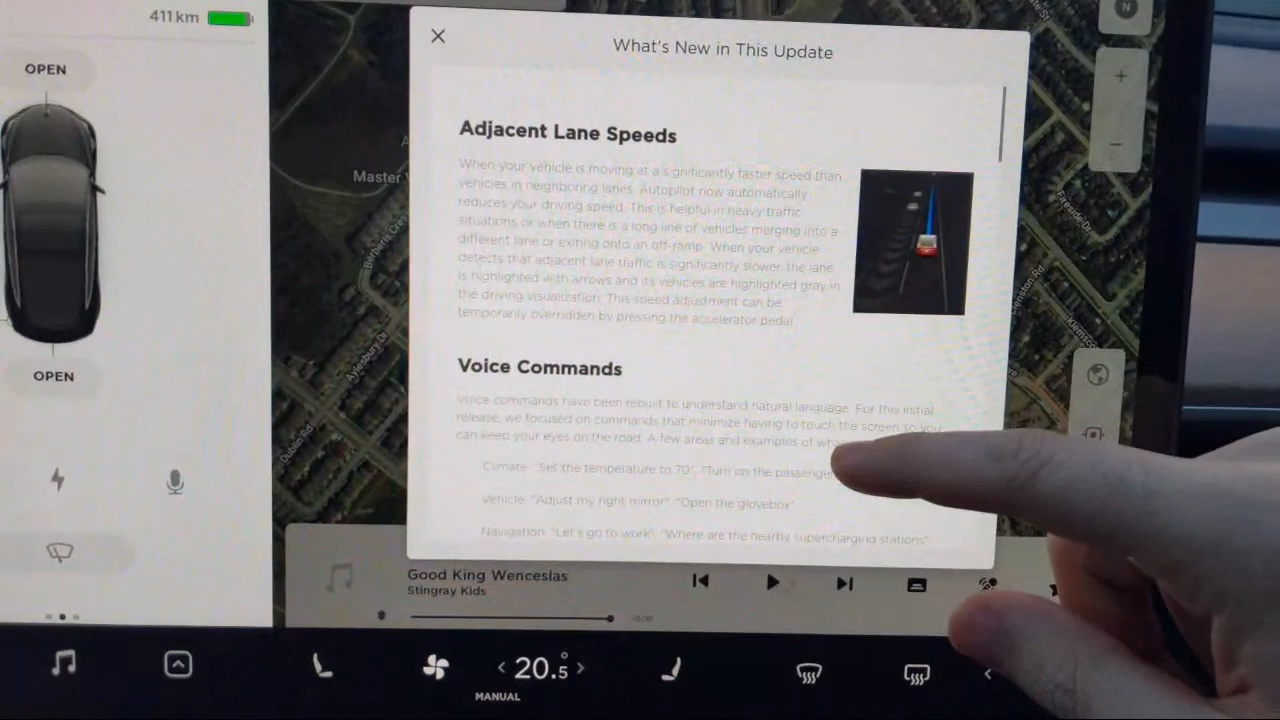 411 km
OPEN
OPEN
Master
Aylesbury Dr
Dublin Rd
N
+
−
Fireside Dr
What's New in This Update
Adjacent Lane Speeds
When your vehicle is moving at a significantly faster speed than
vehicles in neighboring lanes, Autopilot now automatically
reduces your driving speed. This is helpful in heavy traffic
situations or when there is a long line of vehicles merging into a
different lane or exiting onto an off-ramp. When your vehicle
detects that adjacent lane traffic is significantly slower, the lane
is highlighted with arrows and its vehicles are highlighted gray in
the driving visualization. This speed adjustment can be
temporarily overridden by pressing the accelerator pedal.
Voice Commands
Voice commands have been rebuilt to understand natural language. For this initial
release, we focused on commands that minimize having to touch the screen so you
can keep your eyes on the road. A few areas and examples of
Climate: "Set the temperature to 70", "Turn on the passenger
Vehicle: "Adjust my right mirror", "Open the glovebox"
Navigation: "Let's go to work", "Where are the nearby supercharging stations"
Good King Wenceslas
Stingray Kids
20.5°
MANUAL